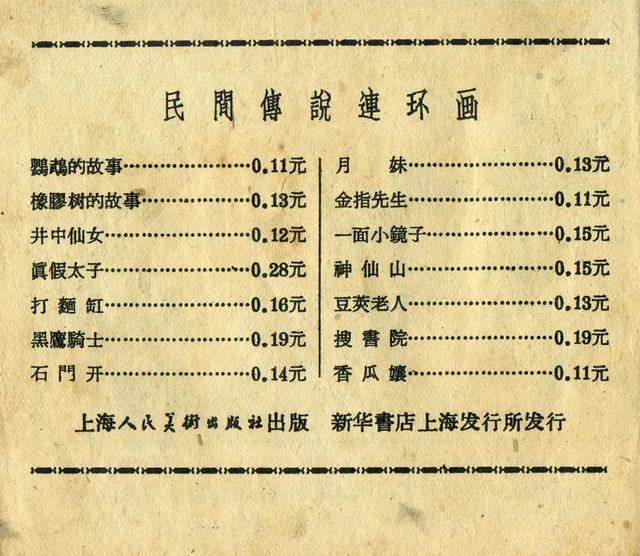 民間傳說連环画
鸚鵡的故事……………………0.11元
橡膠树的故事…………………0.13元
井中仙女………………………0.12元
眞假太子………………………0.28元
打麵缸…………………………0.16元
黑鷹騎士………………………0.19元
石門开…………………………0.14元
月妹……………………………0.13元
金指先生………………………0.11元
一面小鏡子……………………0.15元
神仙山…………………………0.15元
豆莢老人………………………0.13元
搜書院…………………………0.19元
香瓜孃…………………………0.11元
上海人民美術出版社出版 新华書店上海发行所发行